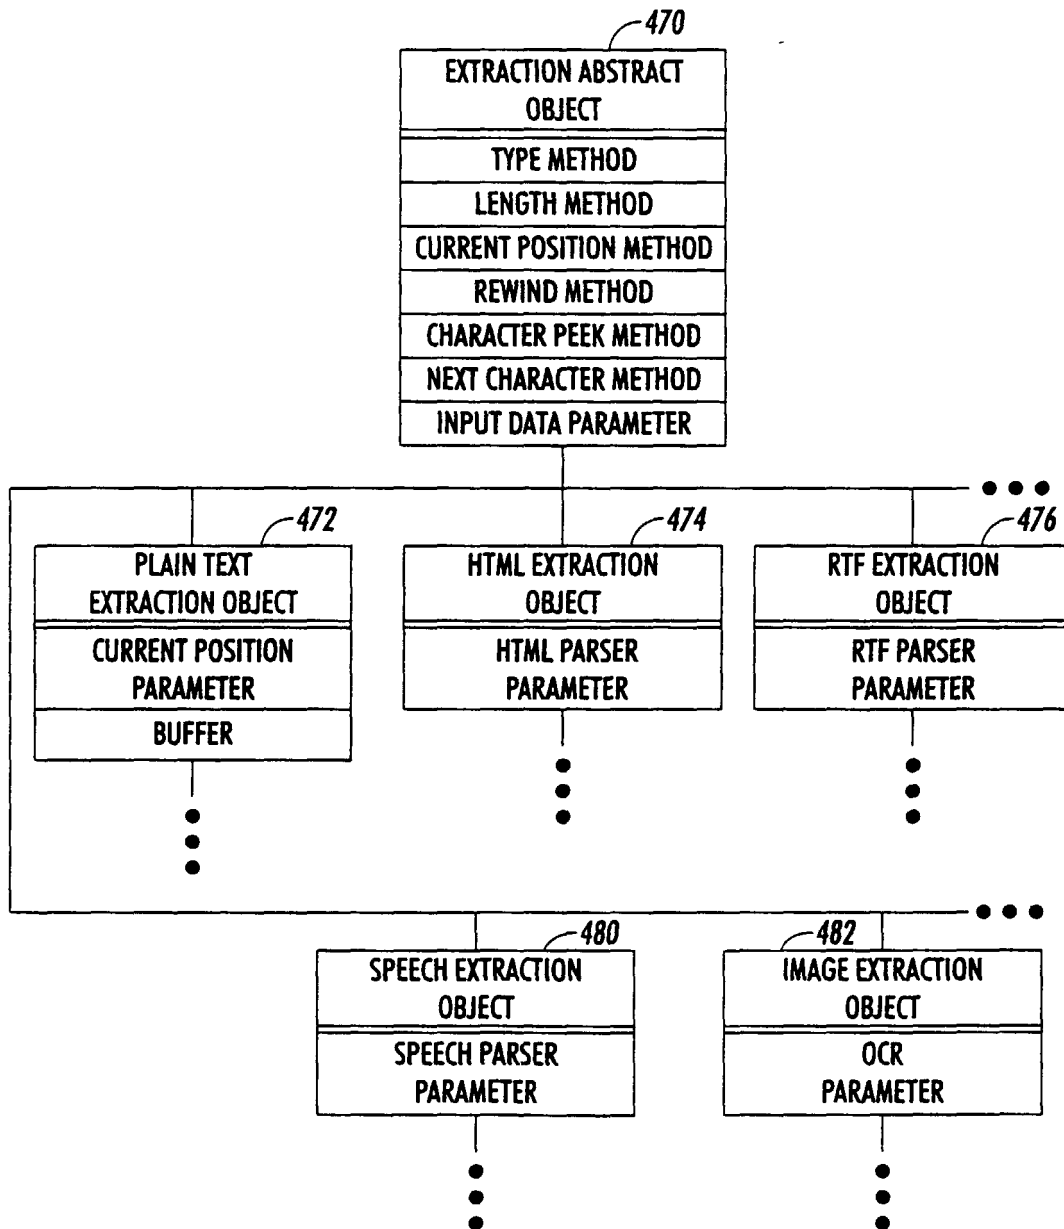 470
EXTRACTION ABSTRACT
OBJECT
TYPE METHOD
LENGTH METHOD
CURRENT POSITION METHOD
REWIND METHOD
CHARACTER PEEK METHOD
NEXT CHARACTER METHOD
INPUT DATA PARAMETER
472
PLAIN TEXT
EXTRACTION OBJECT
CURRENT POSITION
PARAMETER
BUFFER
474
HTML EXTRACTION
OBJECT
HTML PARSER
PARAMETER
476
RTF EXTRACTION
OBJECT
RTF PARSER
PARAMETER
480
SPEECH EXTRACTION
OBJECT
SPEECH PARSER
PARAMETER
482
IMAGE EXTRACTION
OBJECT
OCR
PARAMETER